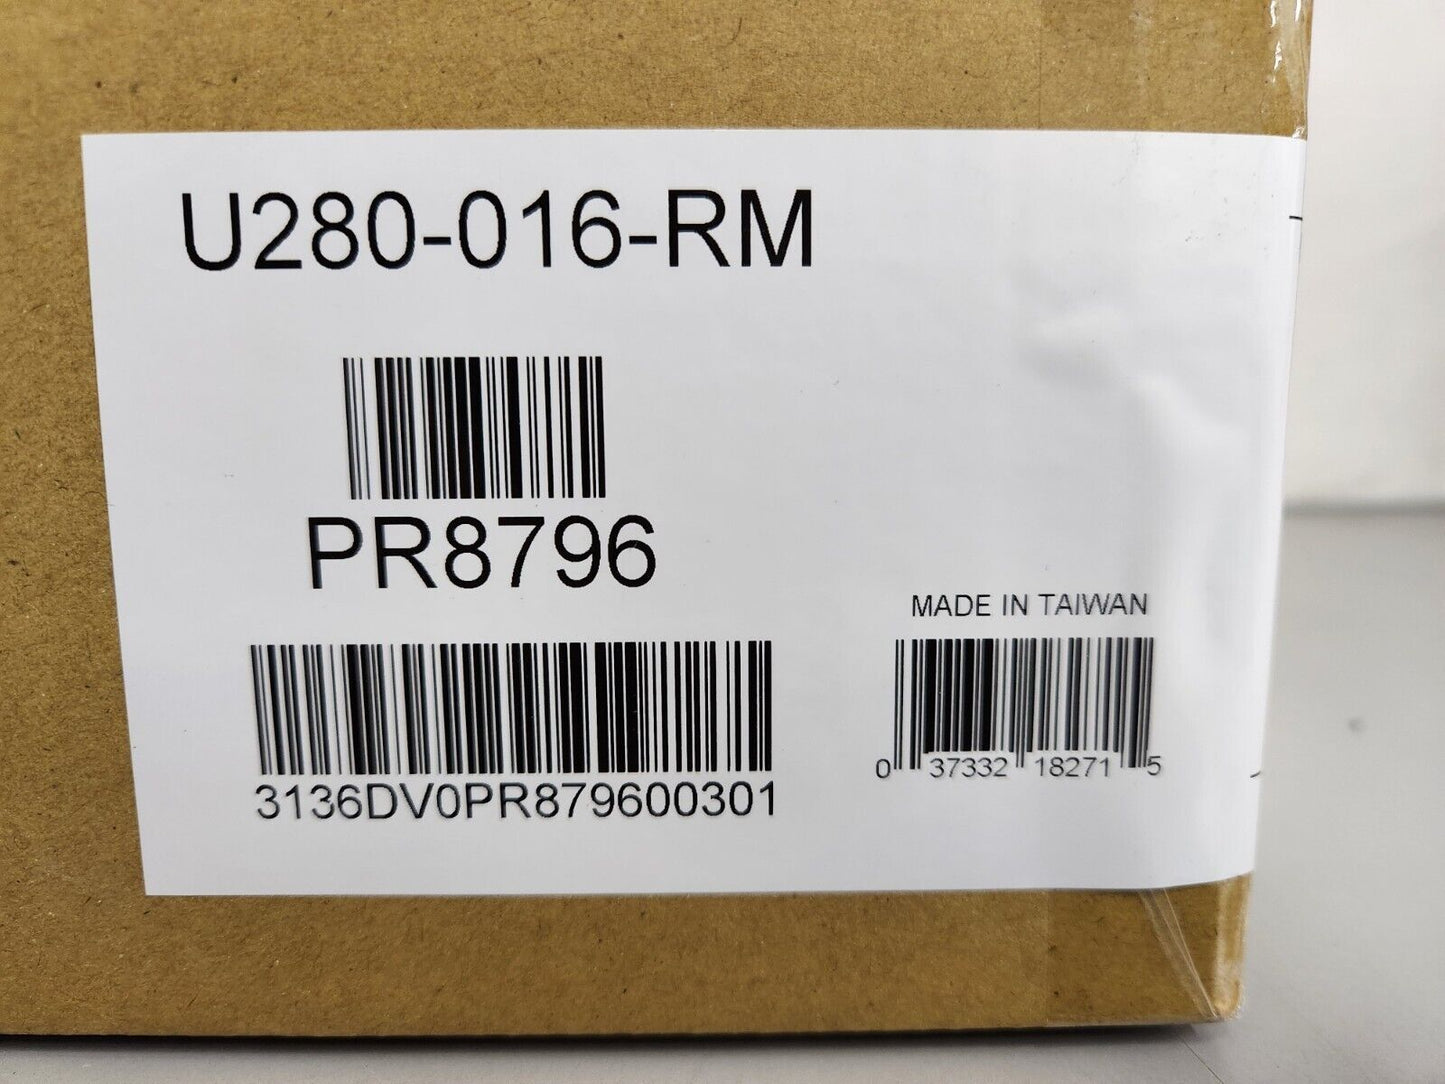 U280-016-RM
PR8796
3136DV0PR879600301
MADE IN TAIWAN
0 37332 18271 5